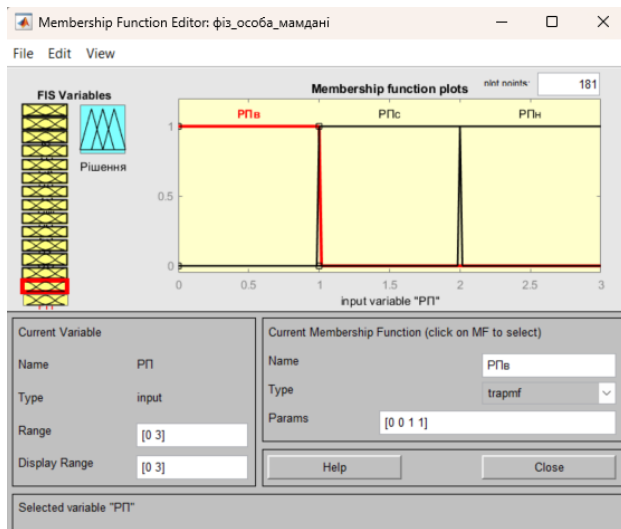 Membership Function Editor: фіз_особа_мамдані
File Edit View
FIS Variables
Рішення
Membership function plots
plot points:
181
РПв
РПс
РПн
1
0.5
0
0 0.5 1 1.5 2 2.5 3
input variable "РП"
Current Variable
Name РП
Type input
Range [0 3]
Display Range [0 3]
Current Membership Function (click on MF to select)
Name РПв
Type trapmf
Params [0 0 1 1]
Help
Close
Selected variable "РП"